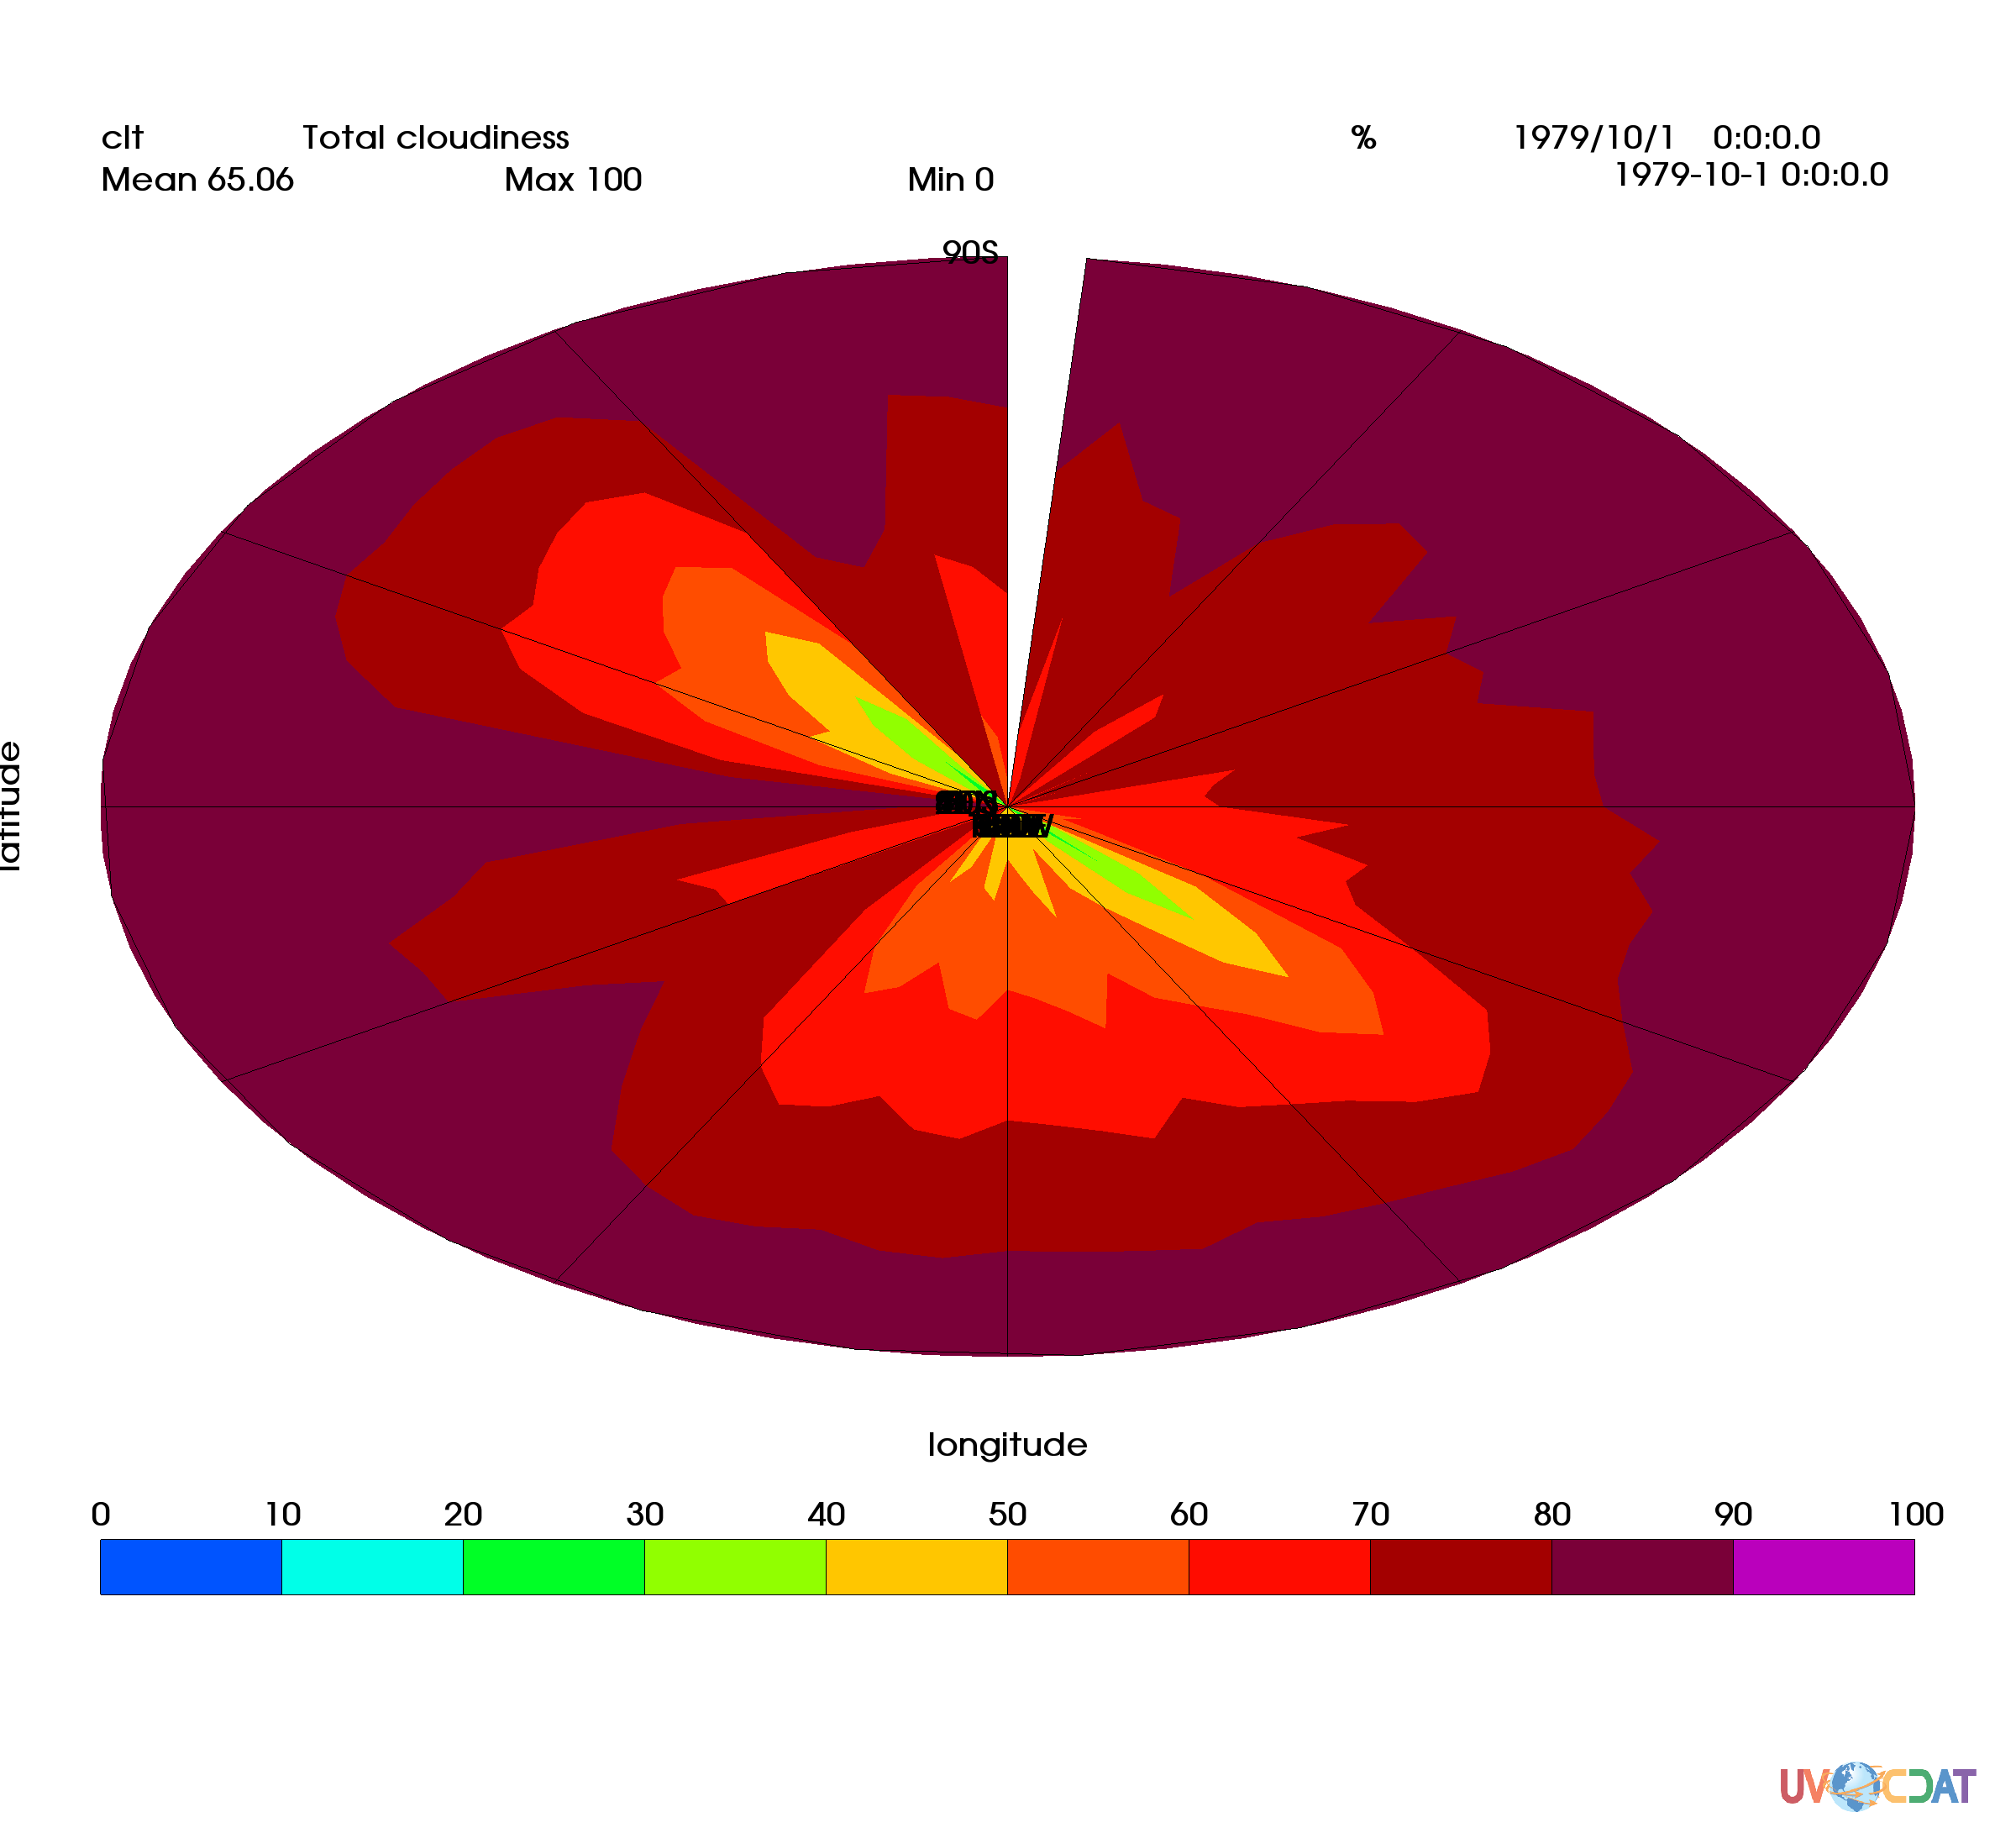 clt Total cloudiness % 1979/10/1 0:0:0.0
Mean 65.06 Max 100 Min 0 1979-10-1 0:0:0.0
90S
latitude
longitude
0 10 20 30 40 50 60 70 80 90 100
UV CDAT